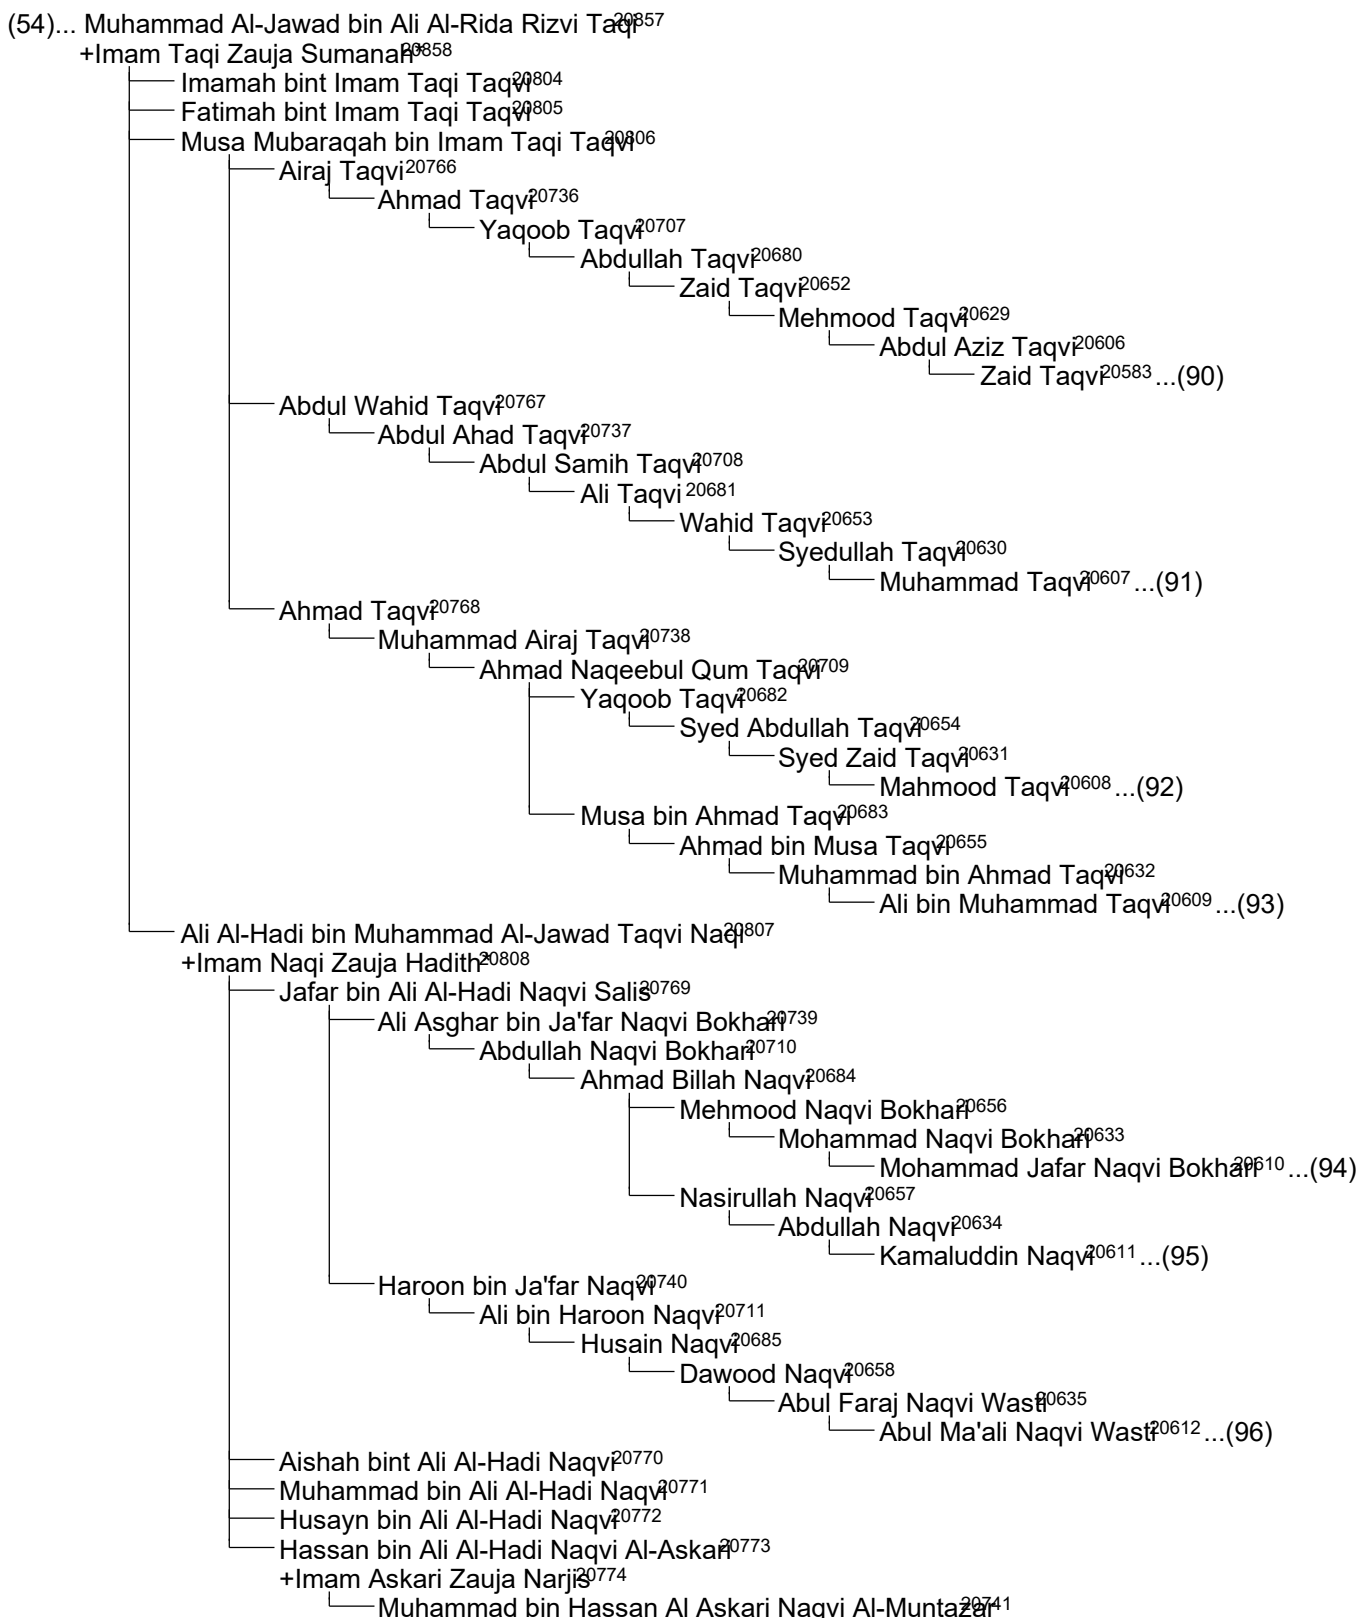 (54)... Muhammad Al-Jawad bin Ali Al-Rida Rizvi Taqi20857
+Imam Taqi Zauja Sumanah*20858
Imamah bint Imam Taqi Taqvi20804
Fatimah bint Imam Taqi Taqvi20805
Musa Mubaraqah bin Imam Taqi Taqvi20806
Airaj Taqvi20766
Ahmad Taqvi20736
Yaqoob Taqvi20707
Abdullah Taqvi20680
Zaid Taqvi20652
Mehmood Taqvi20629
Abdul Aziz Taqvi20606
Zaid Taqvi20583 ...(90)
Abdul Wahid Taqvi20767
Abdul Ahad Taqvi20737
Abdul Samih Taqvi20708
Ali Taqvi20681
Wahid Taqvi20653
Syedullah Taqvi20630
Muhammad Taqvi20607 ...(91)
Ahmad Taqvi20768
Muhammad Airaj Taqvi20738
Ahmad Naqeebul Qum Taqvi20709
Yaqoob Taqvi20682
Syed Abdullah Taqvi20654
Syed Zaid Taqvi20631
Mahmood Taqvi20608 ...(92)
Musa bin Ahmad Taqvi20683
Ahmad bin Musa Taqvi20655
Muhammad bin Ahmad Taqvi20632
Ali bin Muhammad Taqvi20609 ...(93)
Ali Al-Hadi bin Muhammad Al-Jawad Taqvi Naqi20807
+Imam Naqi Zauja Hadith*20808
Jafar bin Ali Al-Hadi Naqvi Salis20769
Ali Asghar bin Ja'far Naqvi Bokhari20739
Abdullah Naqvi Bokhari20710
Ahmad Billah Naqvi20684
Mehmood Naqvi Bokhari20656
Mohammad Naqvi Bokhari20633
Mohammad Jafar Naqvi Bokhari20610 ...(94)
Nasirullah Naqvi20657
Abdullah Naqvi20634
Kamaluddin Naqvi20611 ...(95)
Haroon bin Ja'far Naqvi20740
Ali bin Haroon Naqvi20711
Husain Naqvi20685
Dawood Naqvi20658
Abul Faraj Naqvi Wasti20635
Abul Ma'ali Naqvi Wasti20612 ...(96)
Aishah bint Ali Al-Hadi Naqvi20770
Muhammad bin Ali Al-Hadi Naqvi20771
Husayn bin Ali Al-Hadi Naqvi20772
Hassan bin Ali Al-Hadi Naqvi Al-Askari20773
+Imam Askari Zauja Narjis20774
Muhammad bin Hassan Al Askari Naqvi Al-Muntazar20741